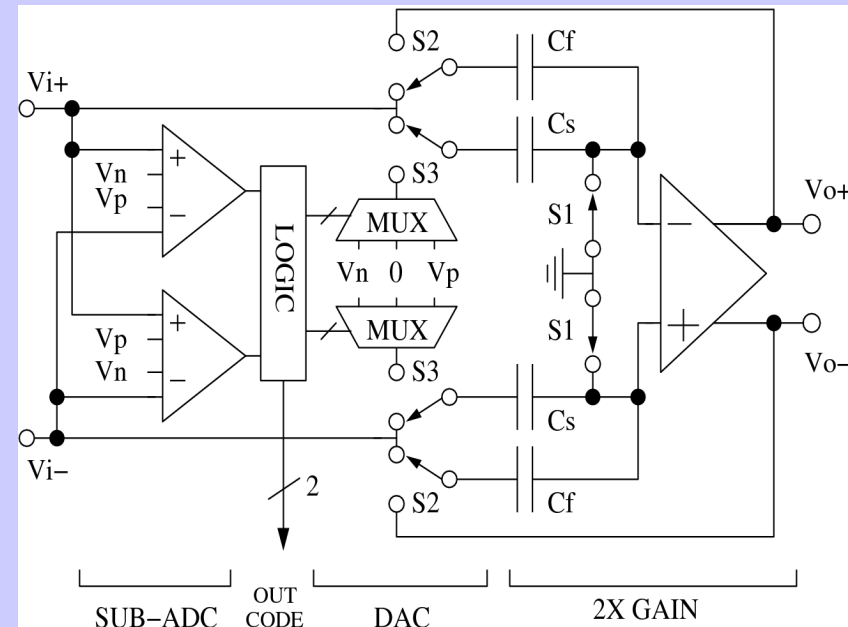 S2
Cf
Vi+
Cs
+
Vn
Vp
−
S3
MUX
S1
Vo+
−
LOGIC
Vn 0 Vp
+
Vp
Vn
−
MUX
S1
+
Vo−
S3
Cs
Vi−
2
S2
Cf
SUB−ADC
OUT
CODE
DAC
2X GAIN